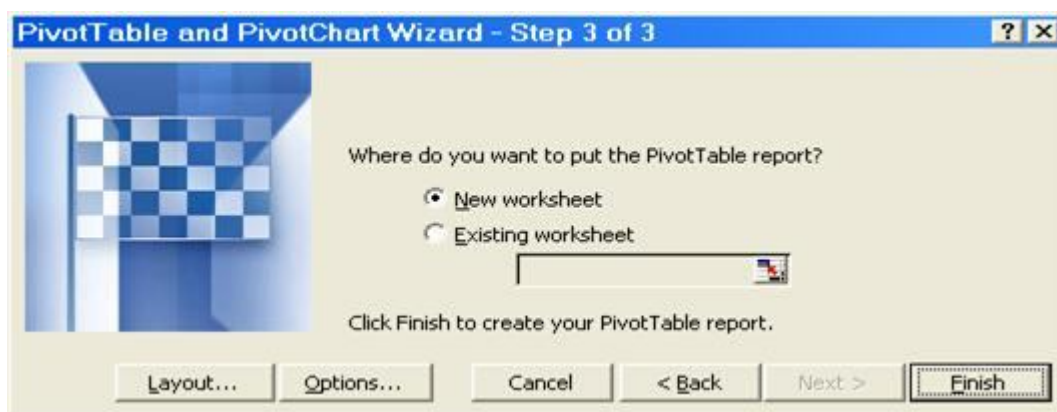 PivotTable and PivotChart Wizard - Step 3 of 3
Where do you want to put the PivotTable report?
New worksheet
Existing worksheet
Click Finish to create your PivotTable report.
Layout... Options... Cancel < Back Next > Finish